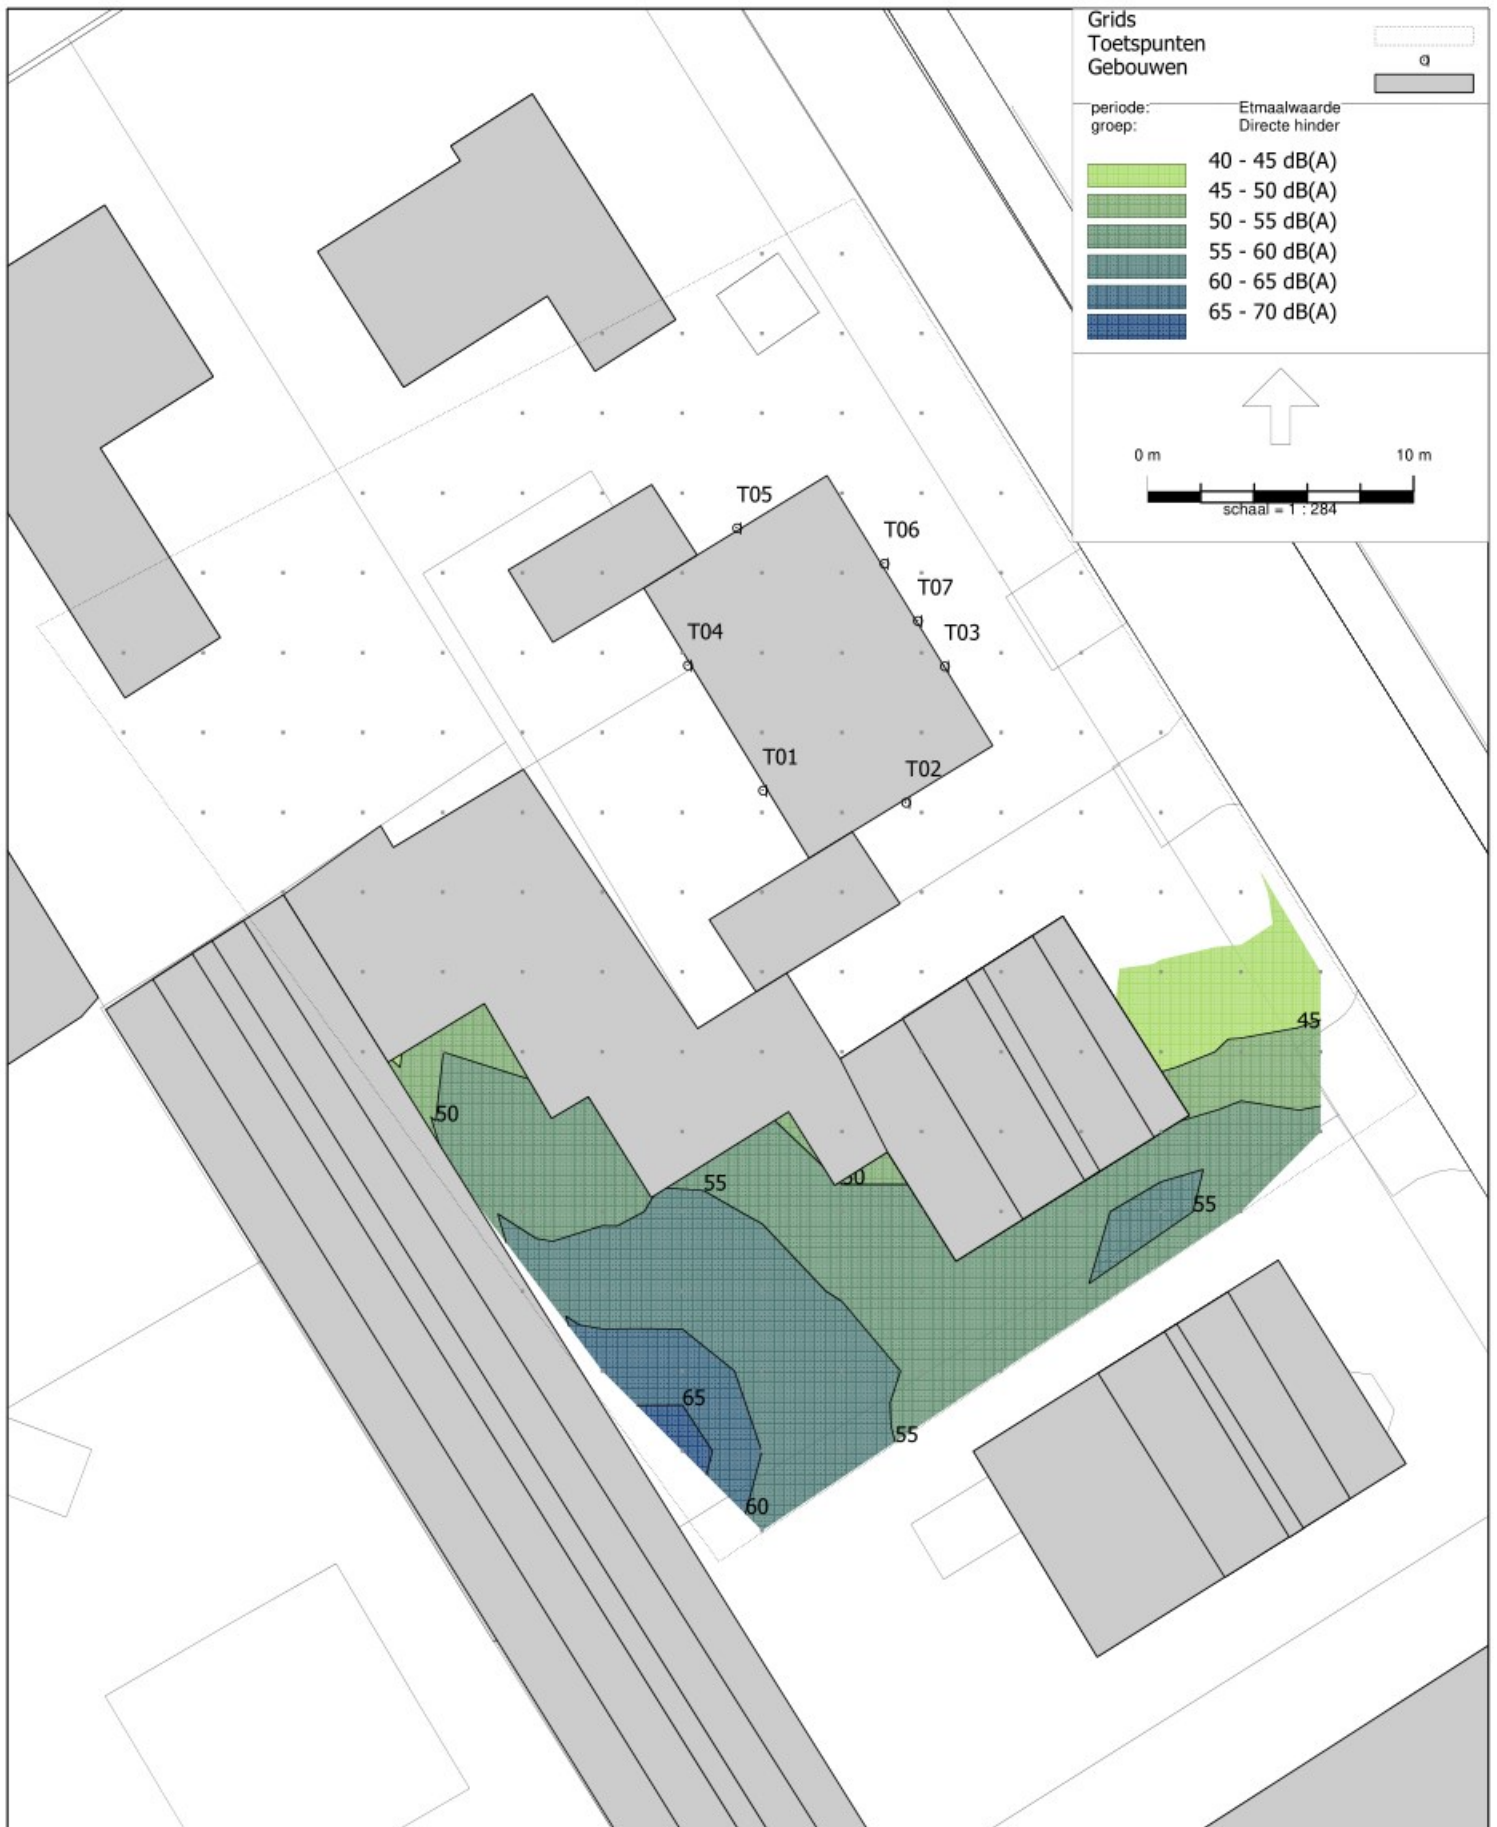 Grids
Toetspunten
Gebouwen
periode: Etmaalwaarde
groep: Directe hinder
40 - 45 dB(A)
45 - 50 dB(A)
50 - 55 dB(A)
55 - 60 dB(A)
60 - 65 dB(A)
65 - 70 dB(A)
0 m 10 m
schaal = 1 : 284
T05
T06
T07
T04
T03
T01
T02
45
50
50
55
55
65
55
60